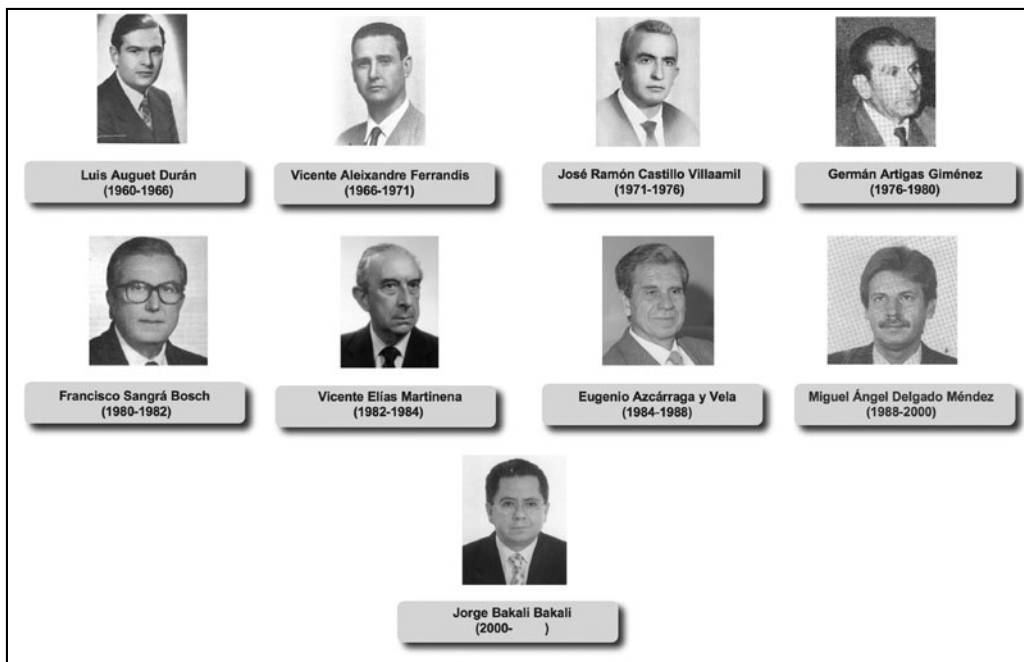 Luis Auguet Durán
(1960-1966)
Vicente Aleixandre Ferrandis
(1966-1971)
José Ramón Castillo Villaamil
(1971-1976)
Germán Artigas Giménez
(1976-1980)
Francisco Sangrá Bosch
(1980-1982)
Vicente Elías Martinena
(1982-1984)
Eugenio Azcárraga y Vela
(1984-1988)
Miguel Ángel Delgado Méndez
(1988-2000)
Jorge Bakali Bakali
(2000- )